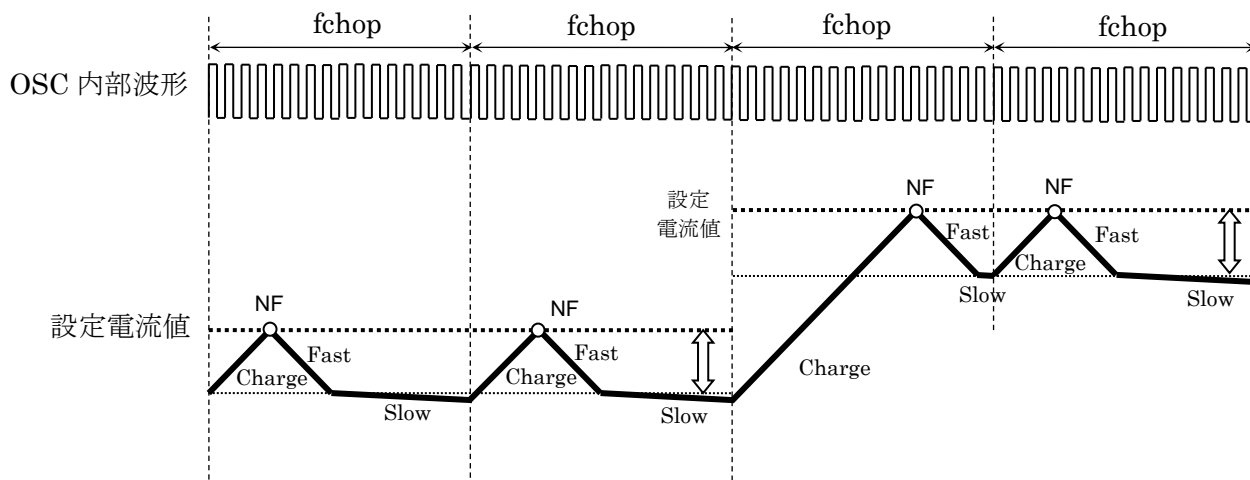 fchop fchop fchop fchop
OSC 内部波形
設定
電流値
NF NF
Fast Fast
Charge
Slow Slow
設定電流値
NF NF
Fast Fast
Charge Charge
Charge
Slow Slow